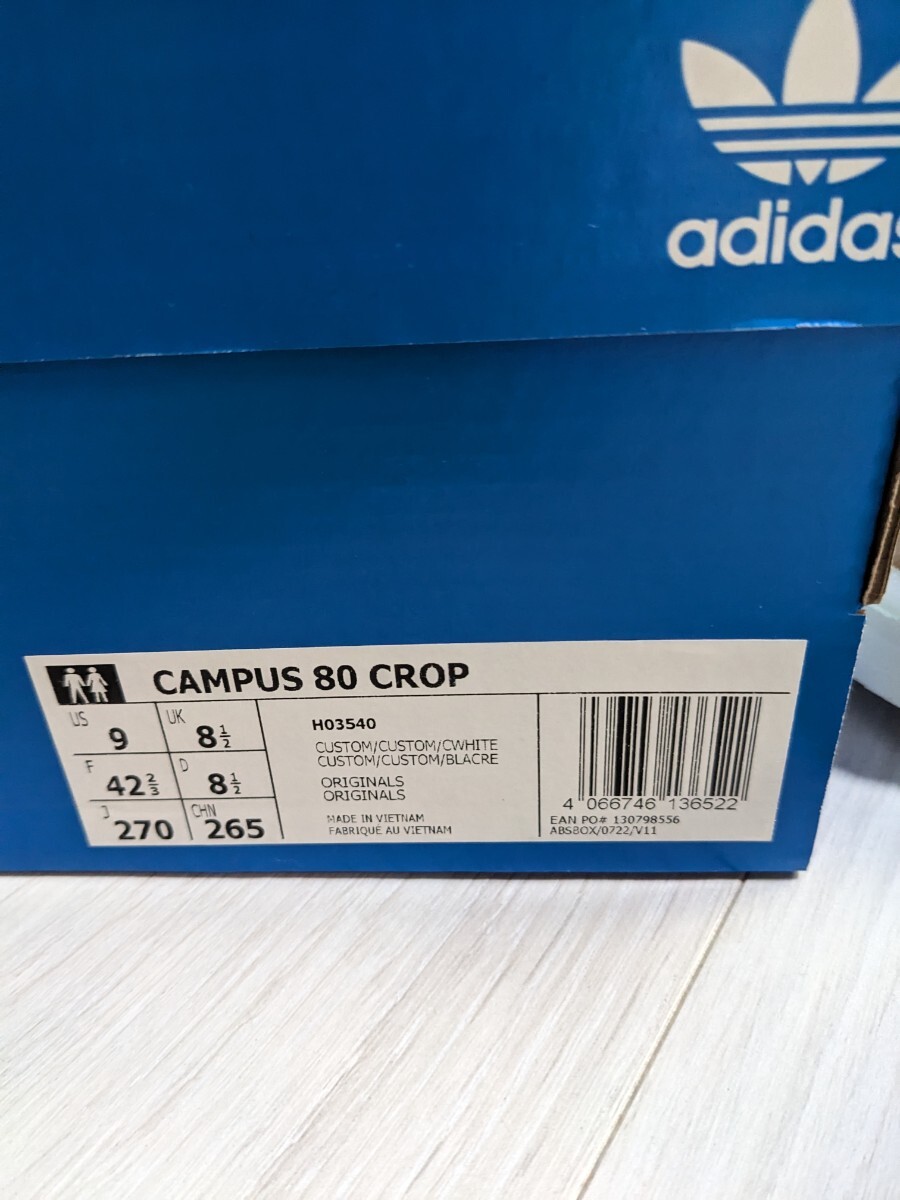 adidas
CAMPUS 80 CROP
US 9 UK 8½
F 42⅔ D 8½
J 270 CHN 265
H03540
CUSTOM/CUSTOM/CWHITE
CUSTOM/CUSTOM/BLACRE
ORIGINALS
ORIGINALS
MADE IN VIETNAM
FABRIQUÉ AU VIETNAM
4 066746 136522
EAN PO# 130798556
ABSBOX/0722/V11